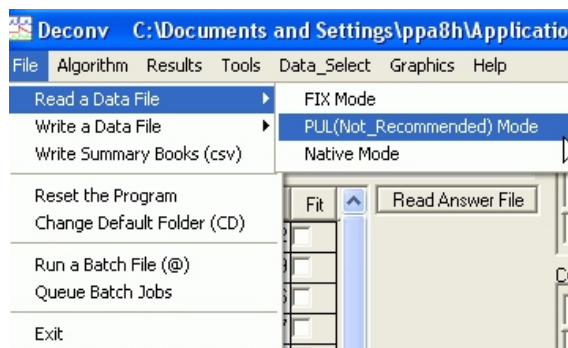 Deconv C:\Documents and Settings\ppa8h\Applicatio
File Algorithm Results Tools Data_Select Graphics Help
Read a Data File
FIX Mode
Write a Data File
PUL(Not_Recommended) Mode
Write Summary Books (csv)
Native Mode
Reset the Program
Fit
Read Answer File
Change Default Folder (CD)
Run a Batch File (@)
Queue Batch Jobs
Exit